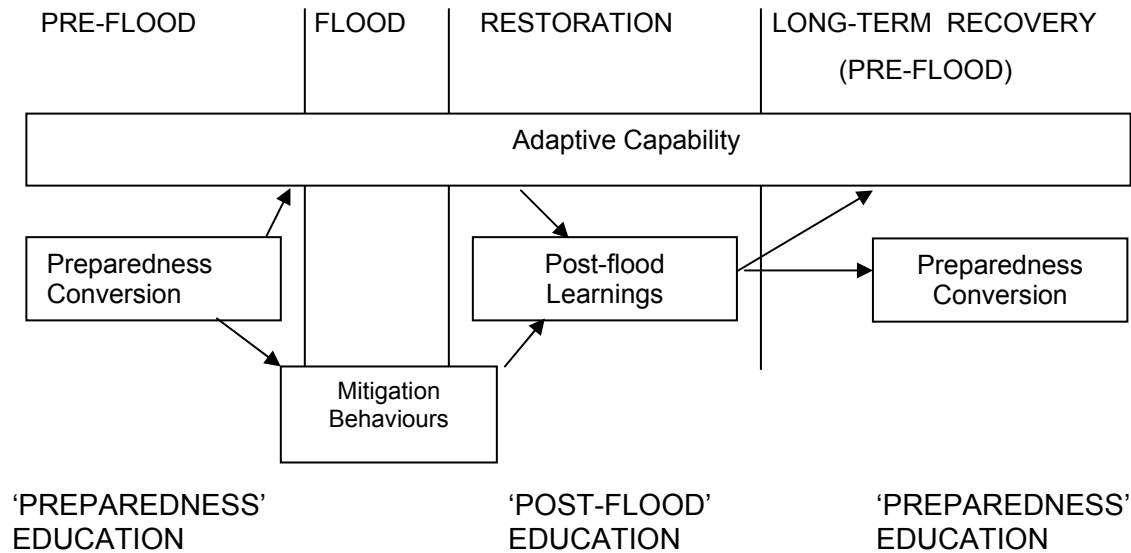 PRE-FLOOD FLOOD RESTORATION LONG-TERM RECOVERY
(PRE-FLOOD)
Adaptive Capability
Preparedness
Conversion
Post-flood
Learnings
Preparedness
Conversion
Mitigation
Behaviours
‘PREPAREDNESS’
EDUCATION
‘POST-FLOOD’
EDUCATION
‘PREPAREDNESS’
EDUCATION